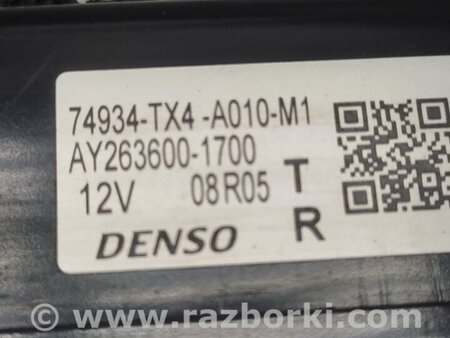 74934-TX4-A010-M1
AY263600-1700
T
12V 08R05
DENSO R
© www.razborki.com